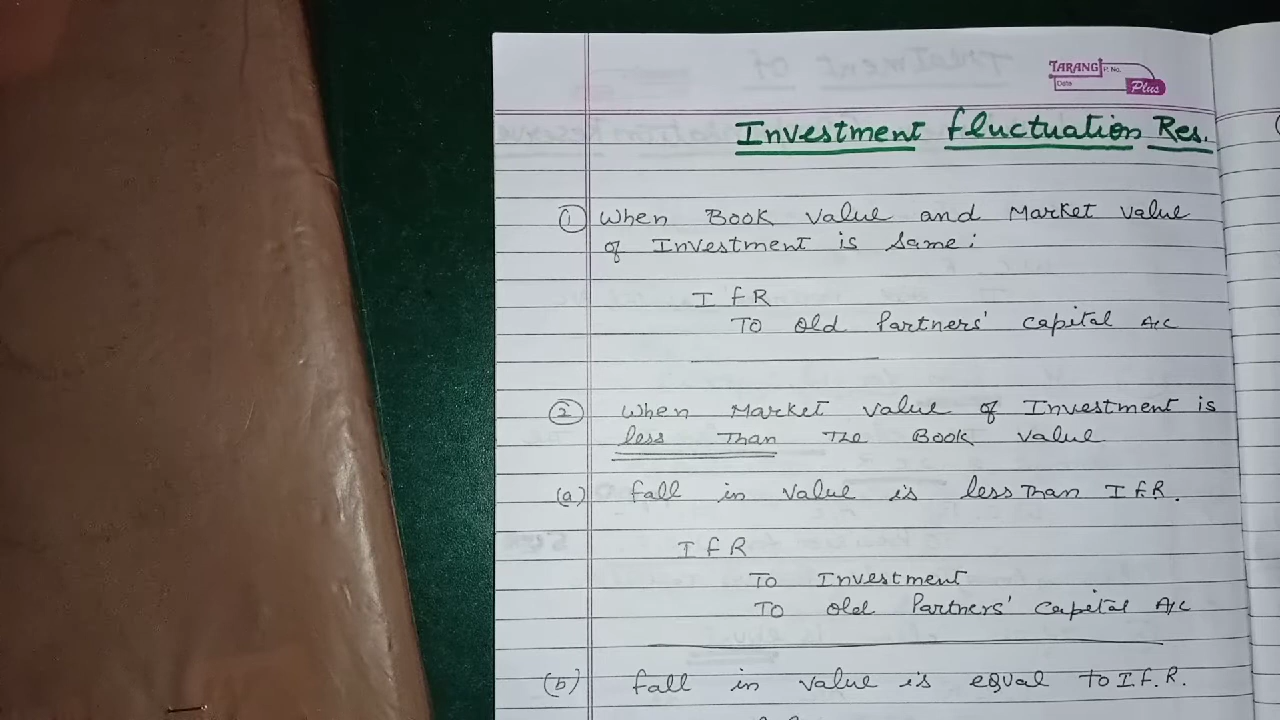 TARANG P. No.
Date
Plus
Investment fluctuation Res.
① When Book value and Market value
of Investment is same:
I f R
To Old Partners' capital A/c
② When Market value of Investment is
less Than The Book value
(a) fall in value is less Than I f.R.
I f R
To Investment
To Old Partners' capital A/c
(b) fall in value is equal to I.f.R.